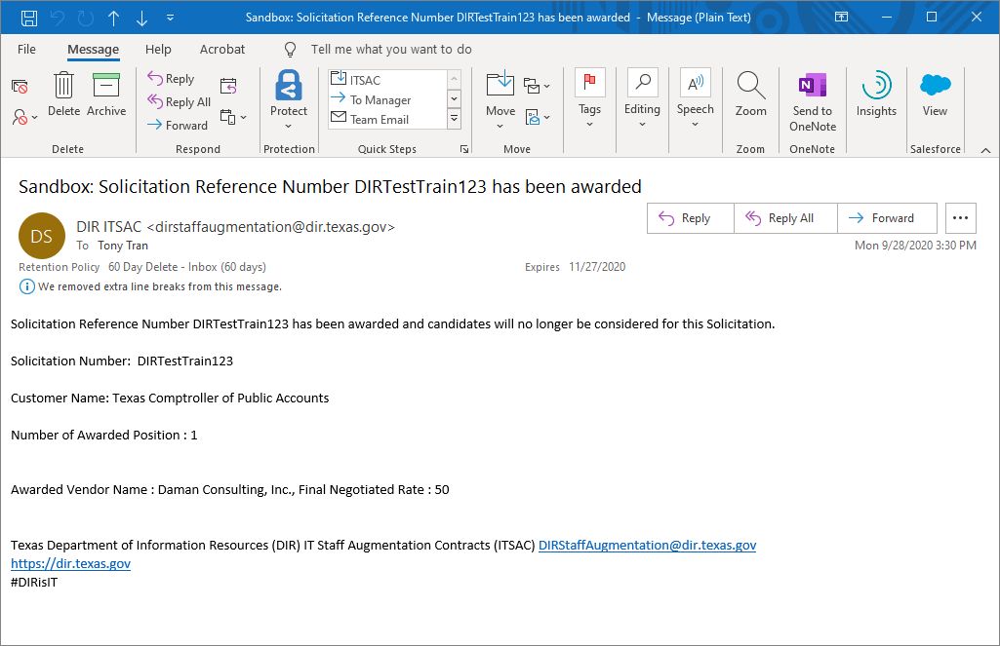 Sandbox: Solicitation Reference Number DIRTestTrain123 has been awarded - Message (Plain Text)
File Message Help Acrobat Tell me what you want to do
Delete Archive
Reply
Reply All
Forward
Protect
ITSAC
To Manager
Team Email
Move
Tags
Editing
Speech
Zoom
Send to OneNote
Insights
View
Delete Respond Protection Quick Steps Move Zoom OneNote Salesforce
Sandbox: Solicitation Reference Number DIRTestTrain123 has been awarded
DS
DIR ITSAC <dirstaffaugmentation@dir.texas.gov>
To Tony Tran
Reply Reply All Forward ...
Mon 9/28/2020 3:30 PM
Retention Policy 60 Day Delete - Inbox (60 days) Expires 11/27/2020
We removed extra line breaks from this message.
Solicitation Reference Number DIRTestTrain123 has been awarded and candidates will no longer be considered for this Solicitation.
Solicitation Number:  DIRTestTrain123
Customer Name: Texas Comptroller of Public Accounts
Number of Awarded Position : 1
Awarded Vendor Name : Daman Consulting, Inc., Final Negotiated Rate : 50
Texas Department of Information Resources (DIR) IT Staff Augmentation Contracts (ITSAC) DIRStaffAugmentation@dir.texas.gov
https://dir.texas.gov
#DIRisIT